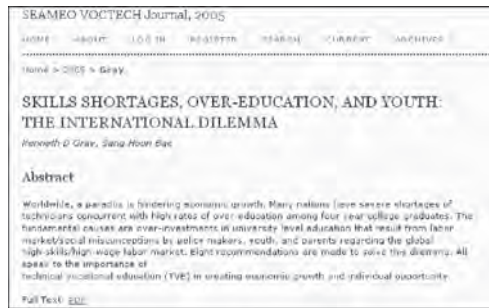 SEAMEO VOCTECH Journal, 2005
HOME ABOUT LOG IN REGISTER SEARCH CURRENT ARCHIVES
Home > 2005 > Gray
SKILLS SHORTAGES, OVER-EDUCATION, AND YOUTH:
THE INTERNATIONAL DILEMMA
Kenneth D Gray, Sang Hoon Bae
Abstract
Worldwide, a paradox is hindering economic growth. Many nations have severe shortages of
technicians concurrent with high rates of over education among four year college graduates. The
fundamental causes are over-investments in university level education that result from labor
market/social misconceptions by policy makers, youth, and parents regarding the global
high-skills/high-wage labor market. Eight recommendations are made to solve this dilemma. All
speak to the importance of
technical vocational education (TVE) in creating economic growth and individual opportunity
Full Text: PDF